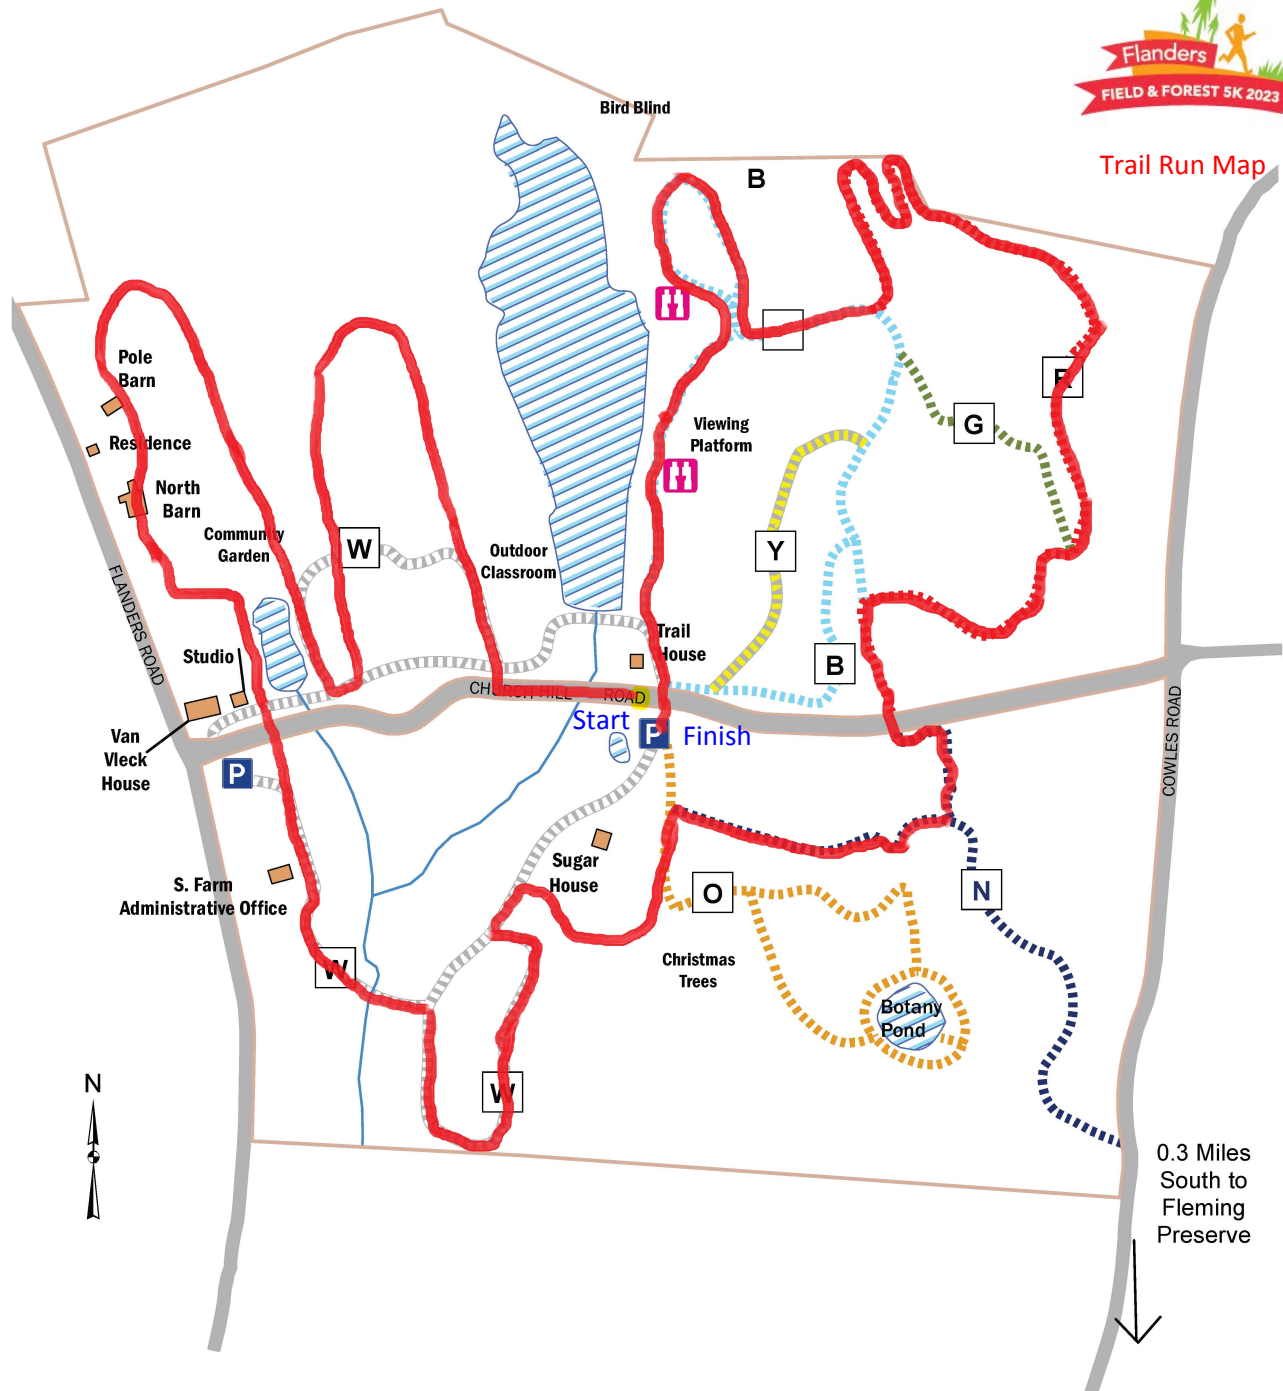 Flanders
FIELD & FOREST 5K 2023
Trail Run Map
Bird Blind
B
Pole
Barn
Residence
North
Barn
Community
Garden
W
Outdoor
Classroom
Viewing
Platform
R
G
Y
FLANDERS ROAD
Studio
Trail
House
B
CHURCH HILL ROAD
Start
P
Finish
COWLES ROAD
Van
Vleck
House
P
Sugar
House
S. Farm
Administrative Office
O
N
W
Christmas
Trees
Botany
Pond
W
N
0.3 Miles
South to
Fleming
Preserve